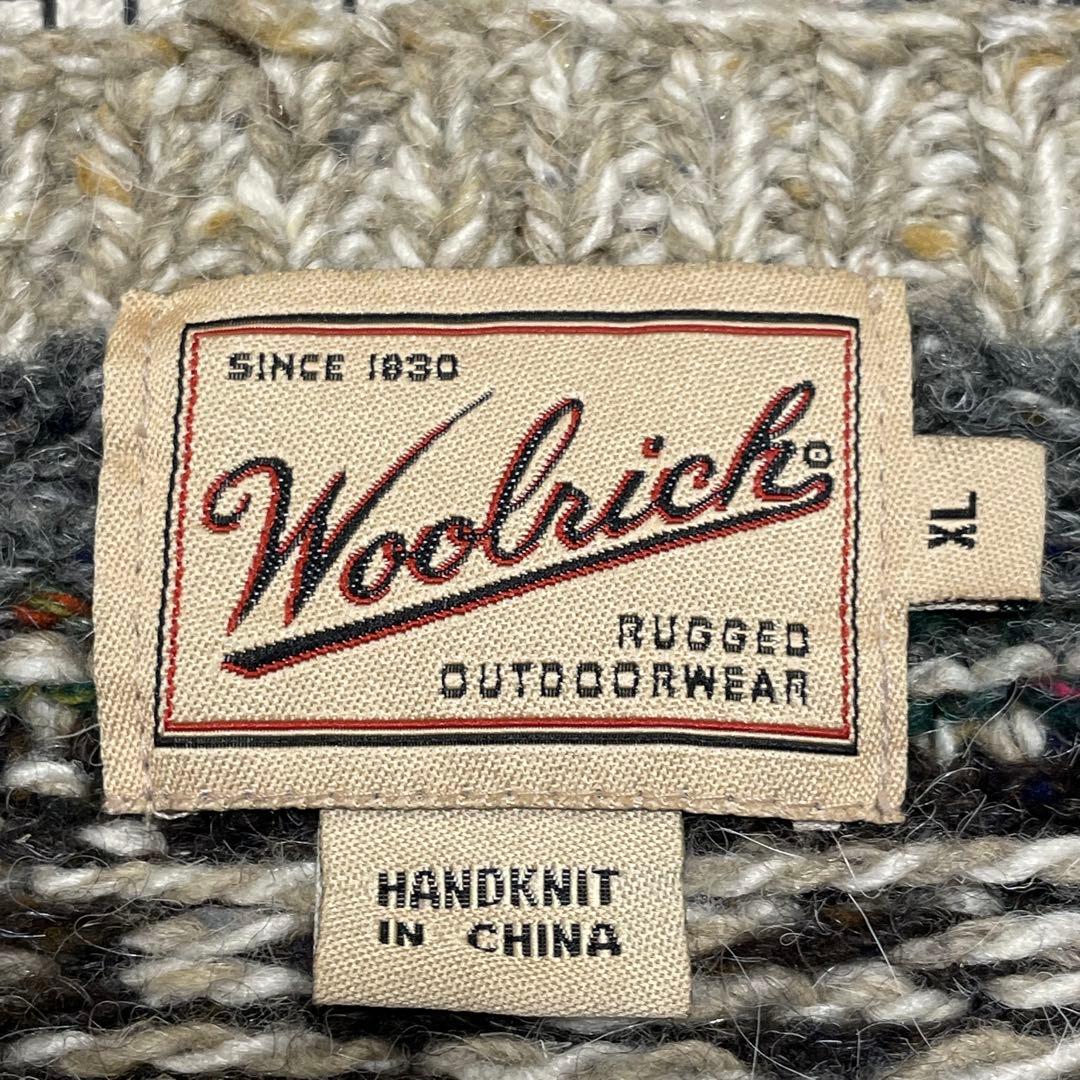 SINCE 1830
Woolrich®
RUGGED
OUTDOORWEAR
XL
HANDKNIT
IN CHINA